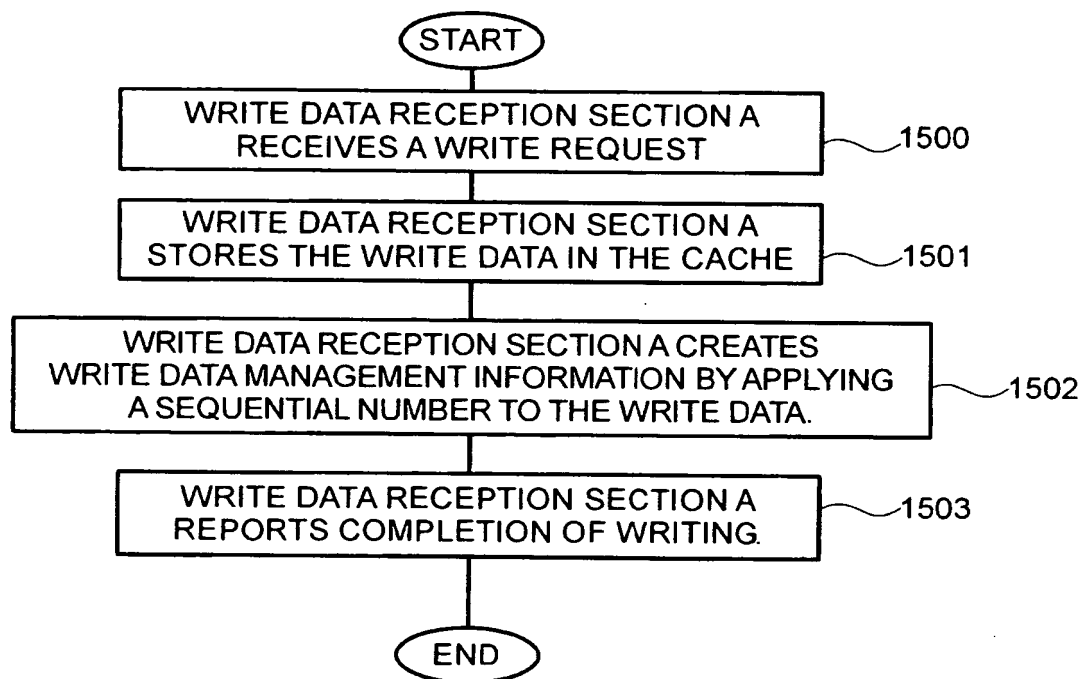 START
WRITE DATA RECEPTION SECTION A
RECEIVES A WRITE REQUEST
1500
WRITE DATA RECEPTION SECTION A
STORES THE WRITE DATA IN THE CACHE
1501
WRITE DATA RECEPTION SECTION A CREATES
WRITE DATA MANAGEMENT INFORMATION BY APPLYING
A SEQUENTIAL NUMBER TO THE WRITE DATA.
1502
WRITE DATA RECEPTION SECTION A
REPORTS COMPLETION OF WRITING.
1503
END